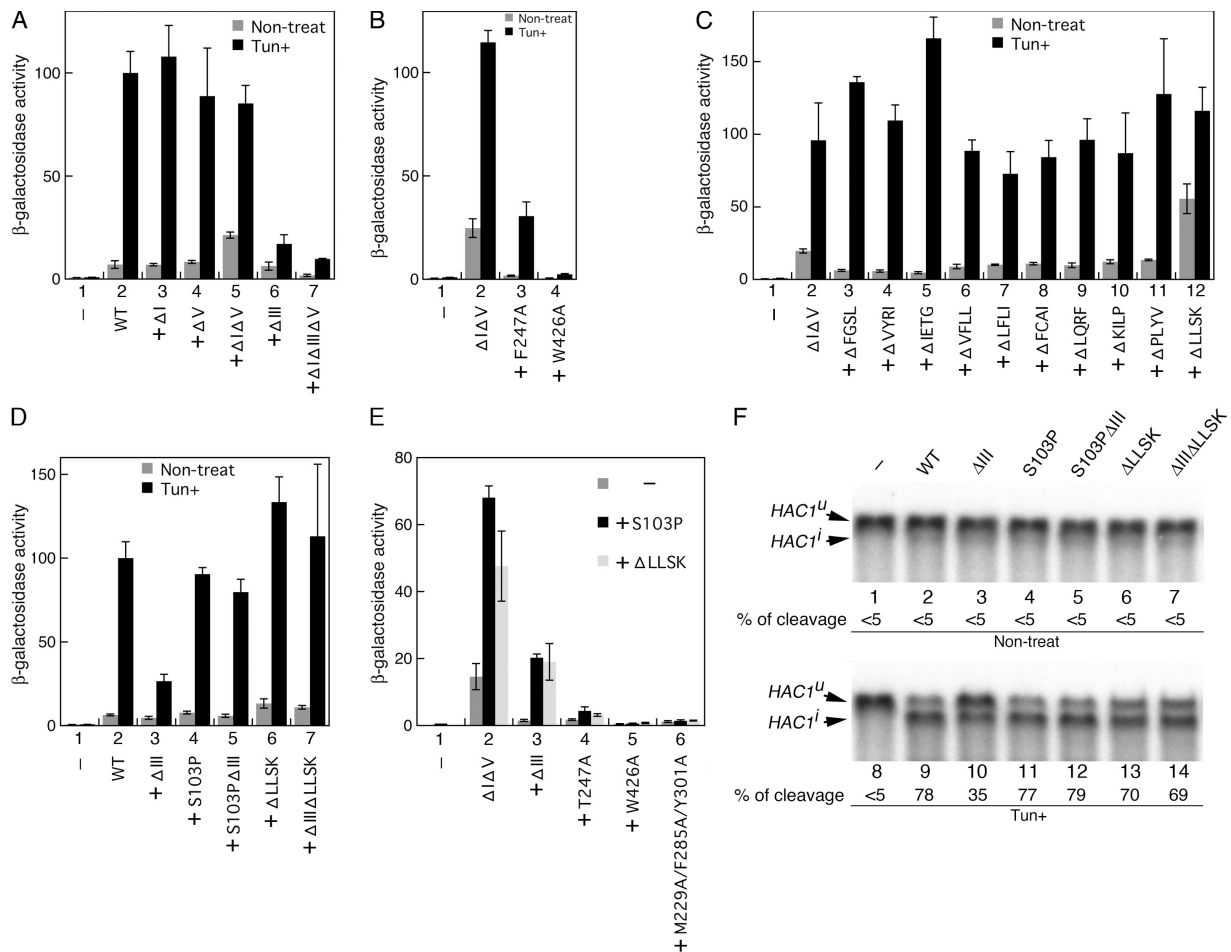 A
Non-treat
Tun+
β-galactosidase activity
100
50
0
1 2 3 4 5 6 7
–
WT
+ ΔI
+ ΔV
+ ΔIΔV
+ ΔIII
+ ΔIΔIIIΔV
B
Non-treat
Tun+
β-galactosidase activity
100
50
0
1 2 3 4
–
ΔIΔV
+ F247A
+ W426A
C
Non-treat
Tun+
β-galactosidase activity
150
100
50
0
1 2 3 4 5 6 7 8 9 10 11 12
–
ΔIΔV
+ ΔFGSL
+ ΔVYRI
+ ΔIETG
+ ΔVFLL
+ ΔLFLI
+ ΔFCAI
+ ΔLQRF
+ ΔKILP
+ ΔPLYV
+ ΔLLSK
D
Non-treat
Tun+
β-galactosidase activity
150
100
50
0
1 2 3 4 5 6 7
–
WT
+ ΔIII
+ S103P
+ S103PΔIII
+ ΔLLSK
+ ΔIIIΔLLSK
E
–
+ S103P
+ ΔLLSK
β-galactosidase activity
80
60
40
20
0
1 2 3 4 5 6
–
ΔIΔV
+ ΔIII
+ T247A
+ W426A
+ M229A/F285A/Y301A
F
– WT ΔIII S103P S103PΔIII ΔLLSK ΔIIIΔLLSK
HAC1ᵘ
HAC1ⁱ
1 2 3 4 5 6 7
% of cleavage <5 <5 <5 <5 <5 <5 <5
Non-treat
HAC1ᵘ
HAC1ⁱ
8 9 10 11 12 13 14
% of cleavage <5 78 35 77 79 70 69
Tun+